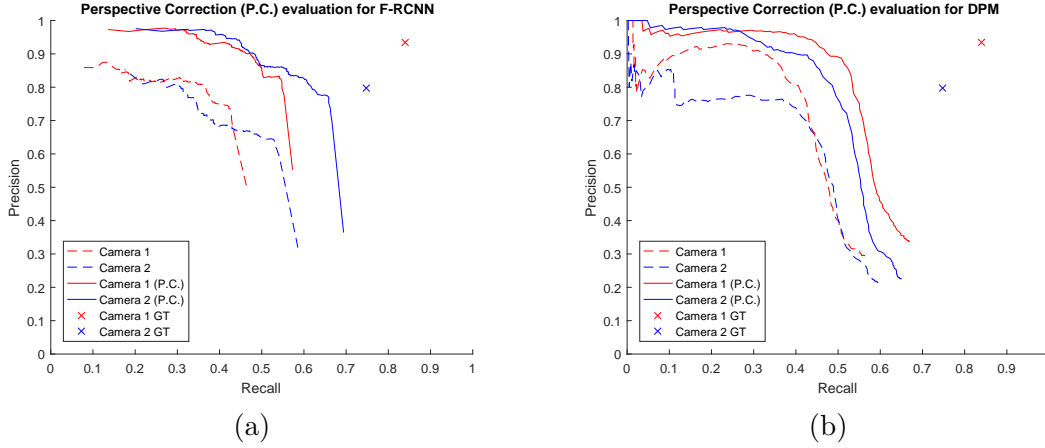 Perspective Correction (P.C.) evaluation for F-RCNN
1
0.9
0.8
0.7
0.6
0.5
0.4
0.3
0.2
0.1
0
Precision
Camera 1
Camera 2
Camera 1 (P.C.)
Camera 2 (P.C.)
Camera 1 GT
Camera 2 GT
0 0.1 0.2 0.3 0.4 0.5 0.6 0.7 0.8 0.9 1
Recall
(a)
Perspective Correction (P.C.) evaluation for DPM
1
0.9
0.8
0.7
0.6
0.5
0.4
0.3
0.2
0.1
0
Precision
Camera 1
Camera 2
Camera 1 (P.C.)
Camera 2 (P.C.)
Camera 1 GT
Camera 2 GT
0 0.1 0.2 0.3 0.4 0.5 0.6 0.7 0.8 0.9
Recall
(b)